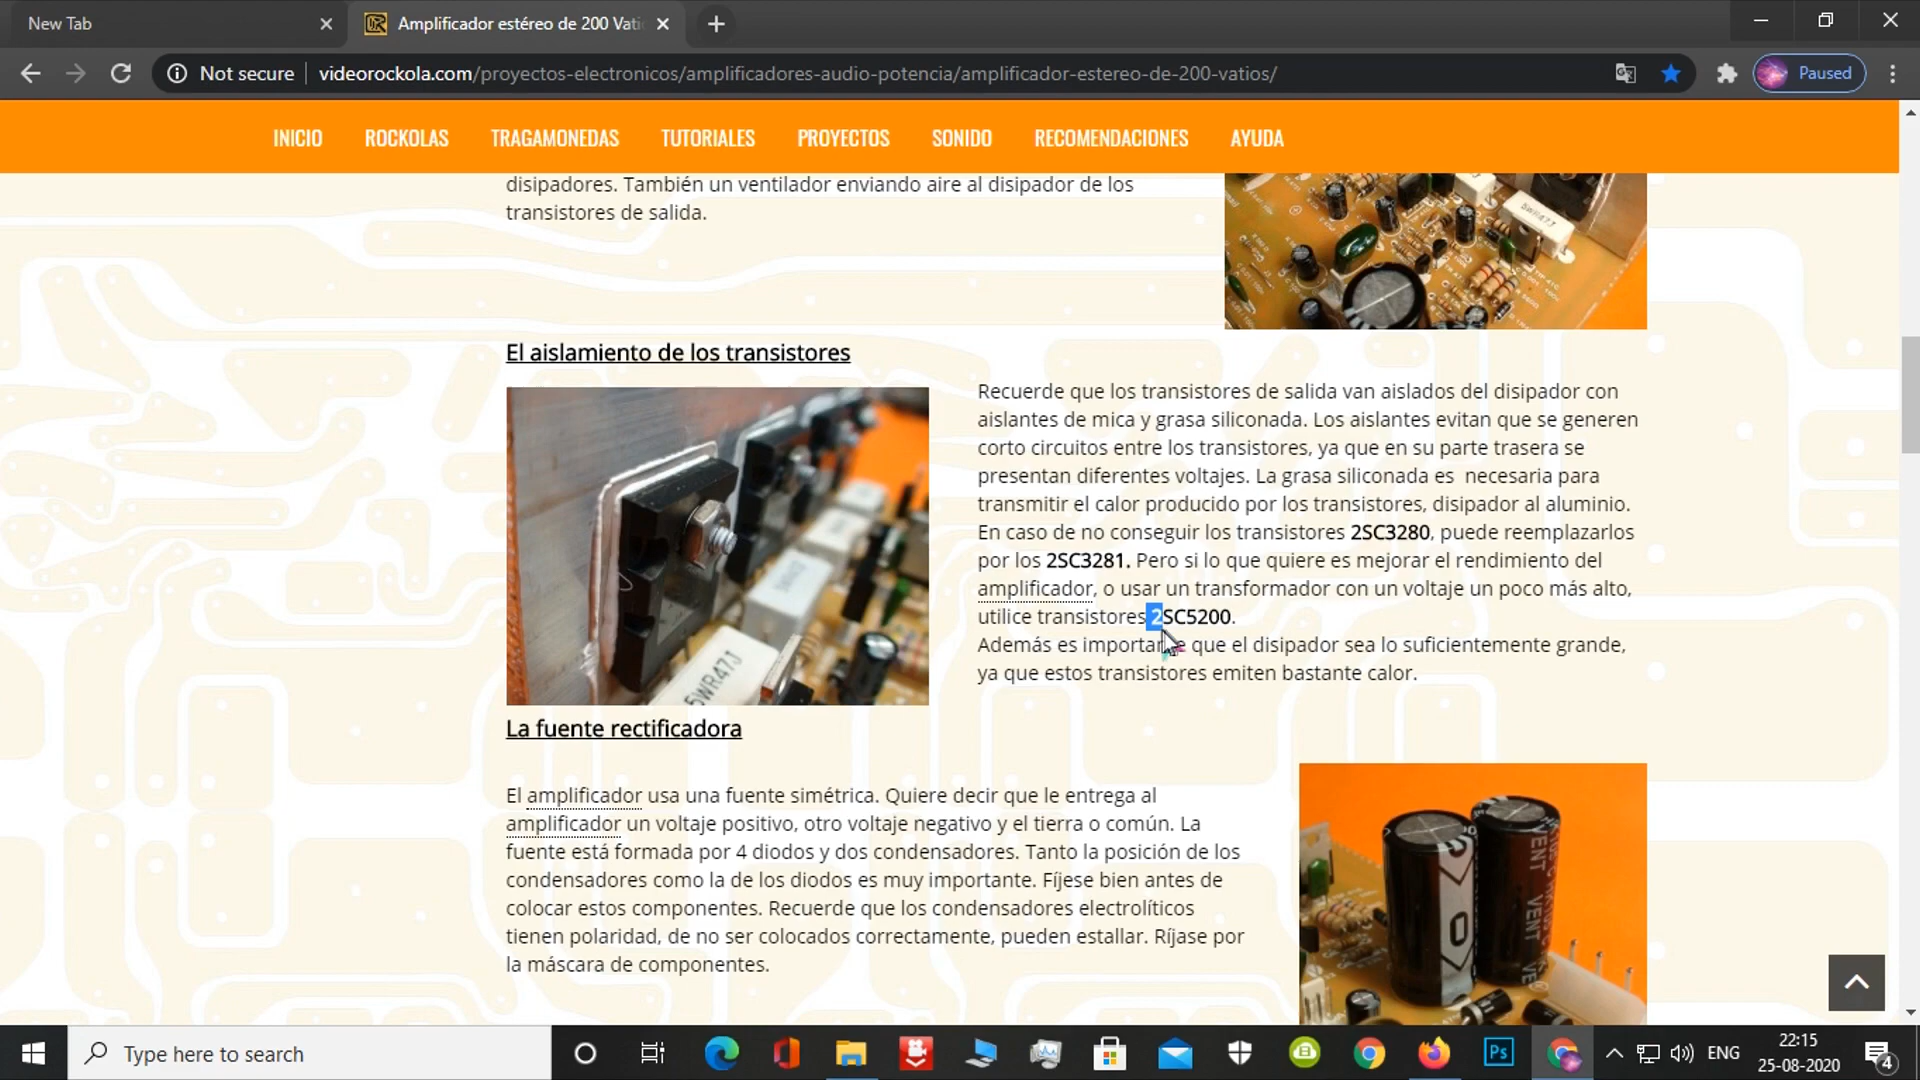 New Tab
Amplificador estéreo de 200 Vati
Not secure
videorockola.com/proyectos-electronicos/amplificadores-audio-potencia/amplificador-estereo-de-200-vatios/
Paused
INICIO ROCKOLAS TRAGAMONEDAS TUTORIALES PROYECTOS SONIDO RECOMENDACIONES AYUDA
disipadores. También un ventilador enviando aire al disipador de los
transistores de salida.
5WR47J
El aislamiento de los transistores
5WR47J
Recuerde que los transistores de salida van aislados del disipador con
aislantes de mica y grasa siliconada. Los aislantes evitan que se generen
corto circuitos entre los transistores, ya que en su parte trasera se
presentan diferentes voltajes. La grasa siliconada es necesaria para
transmitir el calor producido por los transistores, disipador al aluminio.
En caso de no conseguir los transistores 2SC3280, puede reemplazarlos
por los 2SC3281. Pero si lo que quiere es mejorar el rendimiento del
amplificador, o usar un transformador con un voltaje un poco más alto,
utilice transistores 2SC5200.
Además es importante que el disipador sea lo suficientemente grande,
ya que estos transistores emiten bastante calor.
La fuente rectificadora
El amplificador usa una fuente simétrica. Quiere decir que le entrega al
amplificador un voltaje positivo, otro voltaje negativo y el tierra o común. La
fuente está formada por 4 diodos y dos condensadores. Tanto la posición de los
condensadores como la de los diodos es muy importante. Fíjese bien antes de
colocar estos componentes. Recuerde que los condensadores electrolíticos
tienen polaridad, de no ser colocados correctamente, pueden estallar. Ríjase por
la máscara de componentes.
VENT
VENT
Type here to search
Ps
ENG
22:15
25-08-2020
4